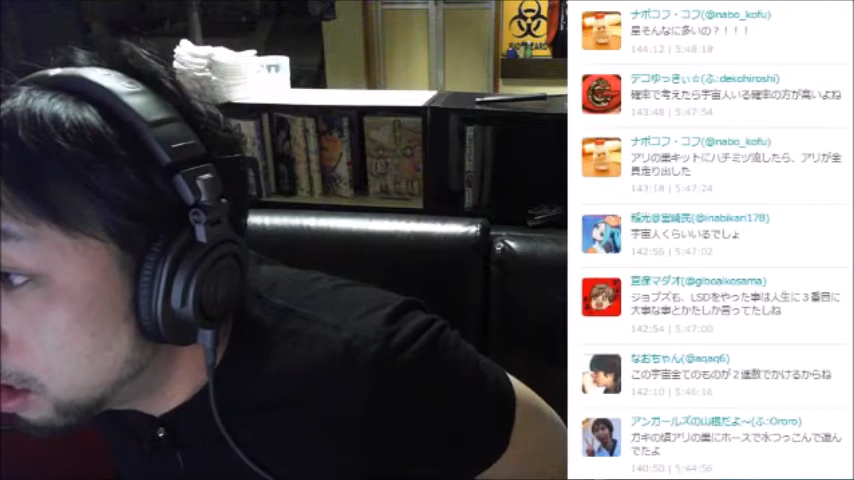 BIOHAZARD
ナポコフ・コフ(@nabo_kofu)
星そんなに多いの？！！！
144:12 | 5:48:18
デコゆっきぃ☆(ふ:dekohiroshi)
確率で考えたら宇宙人いる確率の方が高いよね
143:48 | 5:47:54
ナポコフ・コフ(@nabo_kofu)
アリの巣キットにハチミツ流したら、アリが全
員走り出した
143:18 | 5:47:24
稲光@宮崎民(@inabikari178)
宇宙人くらいいるでしょ
142:56 | 5:47:02
宜保マダオ(@giboaikosama)
ジョブズも、LSDをやった事は人生に３番目に
大事な事とかたしか言ってたしね
142:54 | 5:47:00
なおちゃん(@aqaq6)
この宇宙全てのものが２進数でかけるからね
142:10 | 5:46:16
アンガールズの山根だよ～(ふ:Ororo)
ガキの頃アリの巣にホースで水つっこんで遊ん
でたよ
140:50 | 5:44:56